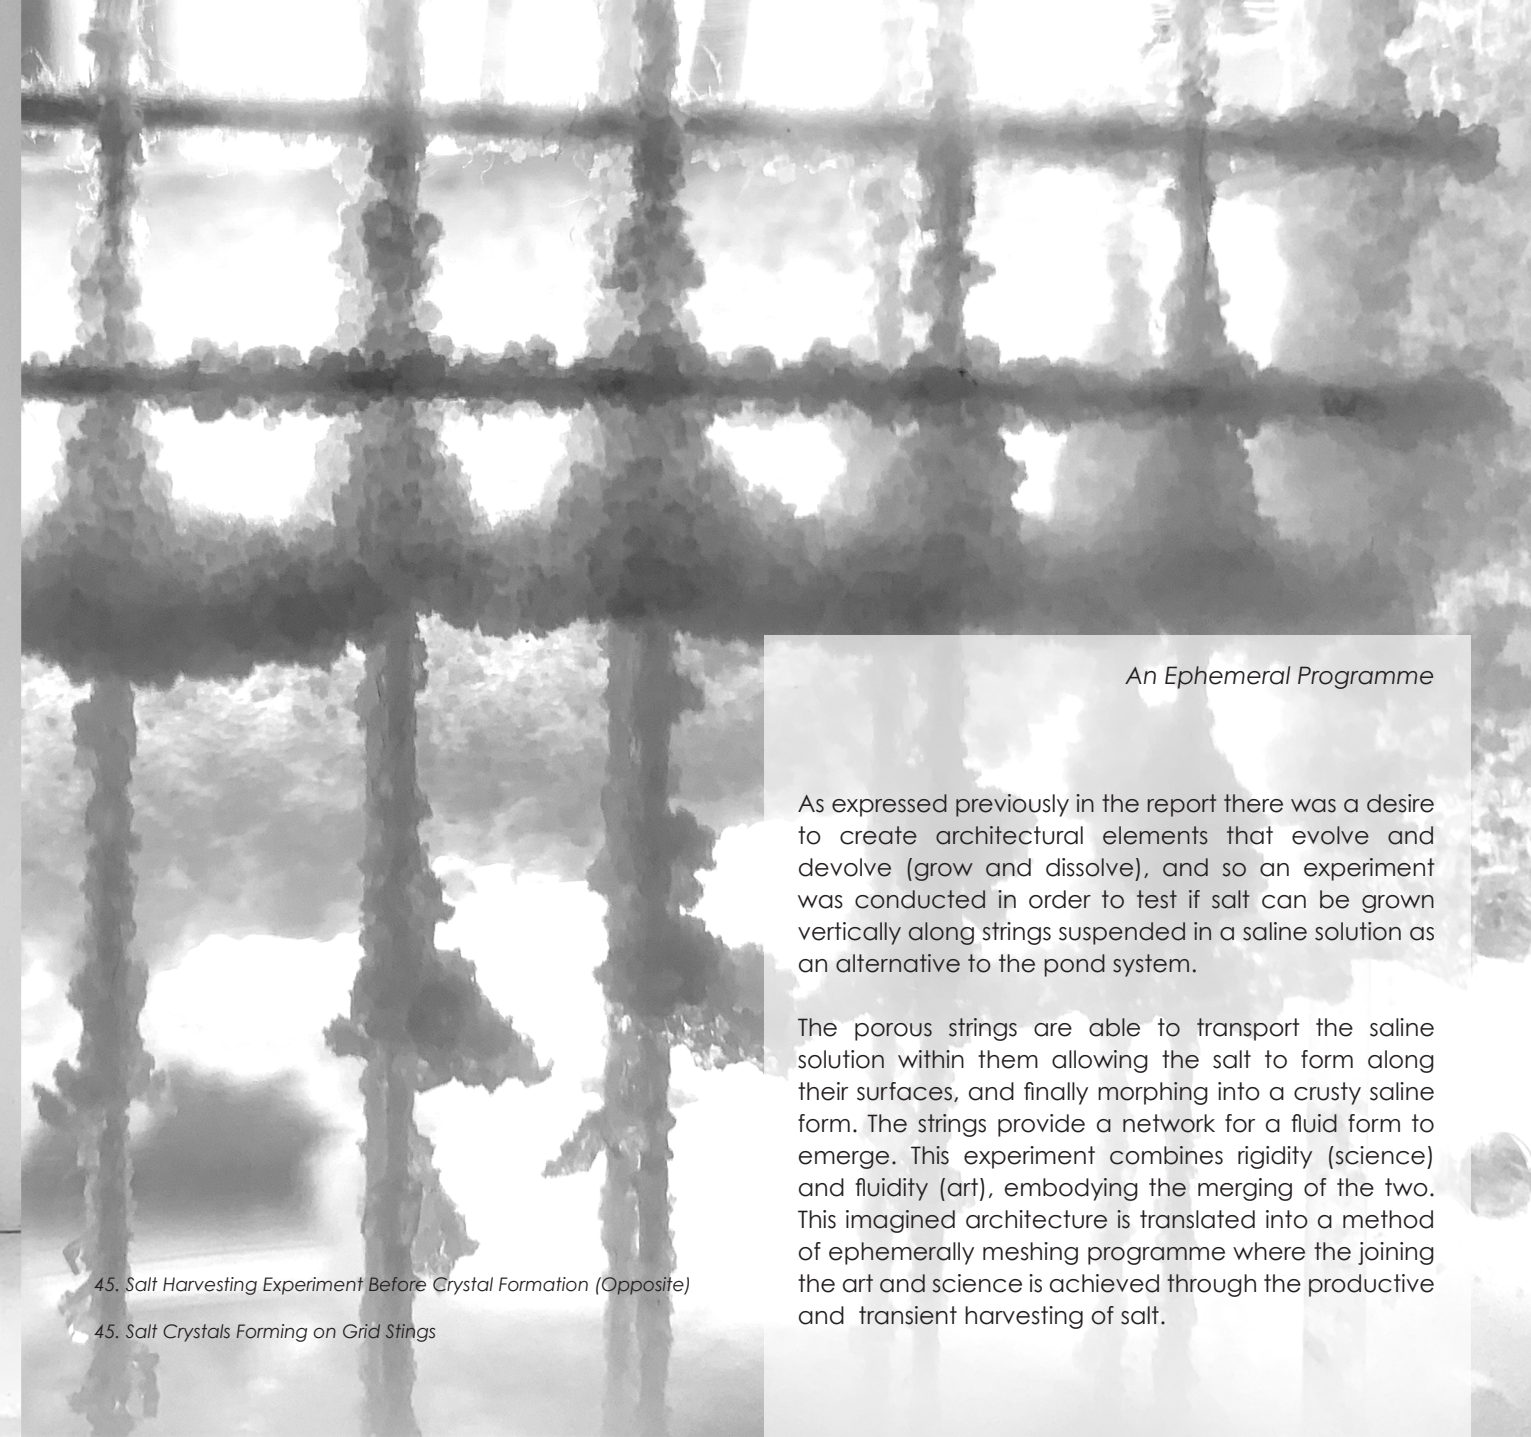 An Ephemeral Programme
As expressed previously in the report there was a desire
to create architectural elements that evolve and
devolve (grow and dissolve), and so an experiment
was conducted in order to test if salt can be grown
vertically along strings suspended in a saline solution as
an alternative to the pond system.
The porous strings are able to transport the saline
solution within them allowing the salt to form along
their surfaces, and finally morphing into a crusty saline
form. The strings provide a network for a fluid form to
emerge. This experiment combines rigidity (science)
and fluidity (art), embodying the merging of the two.
This imagined architecture is translated into a method
of ephemerally meshing programme where the joining
the art and science is achieved through the productive
and transient harvesting of salt.
45. Salt Harvesting Experiment Before Crystal Formation (Opposite)
45. Salt Crystals Forming on Grid Stings